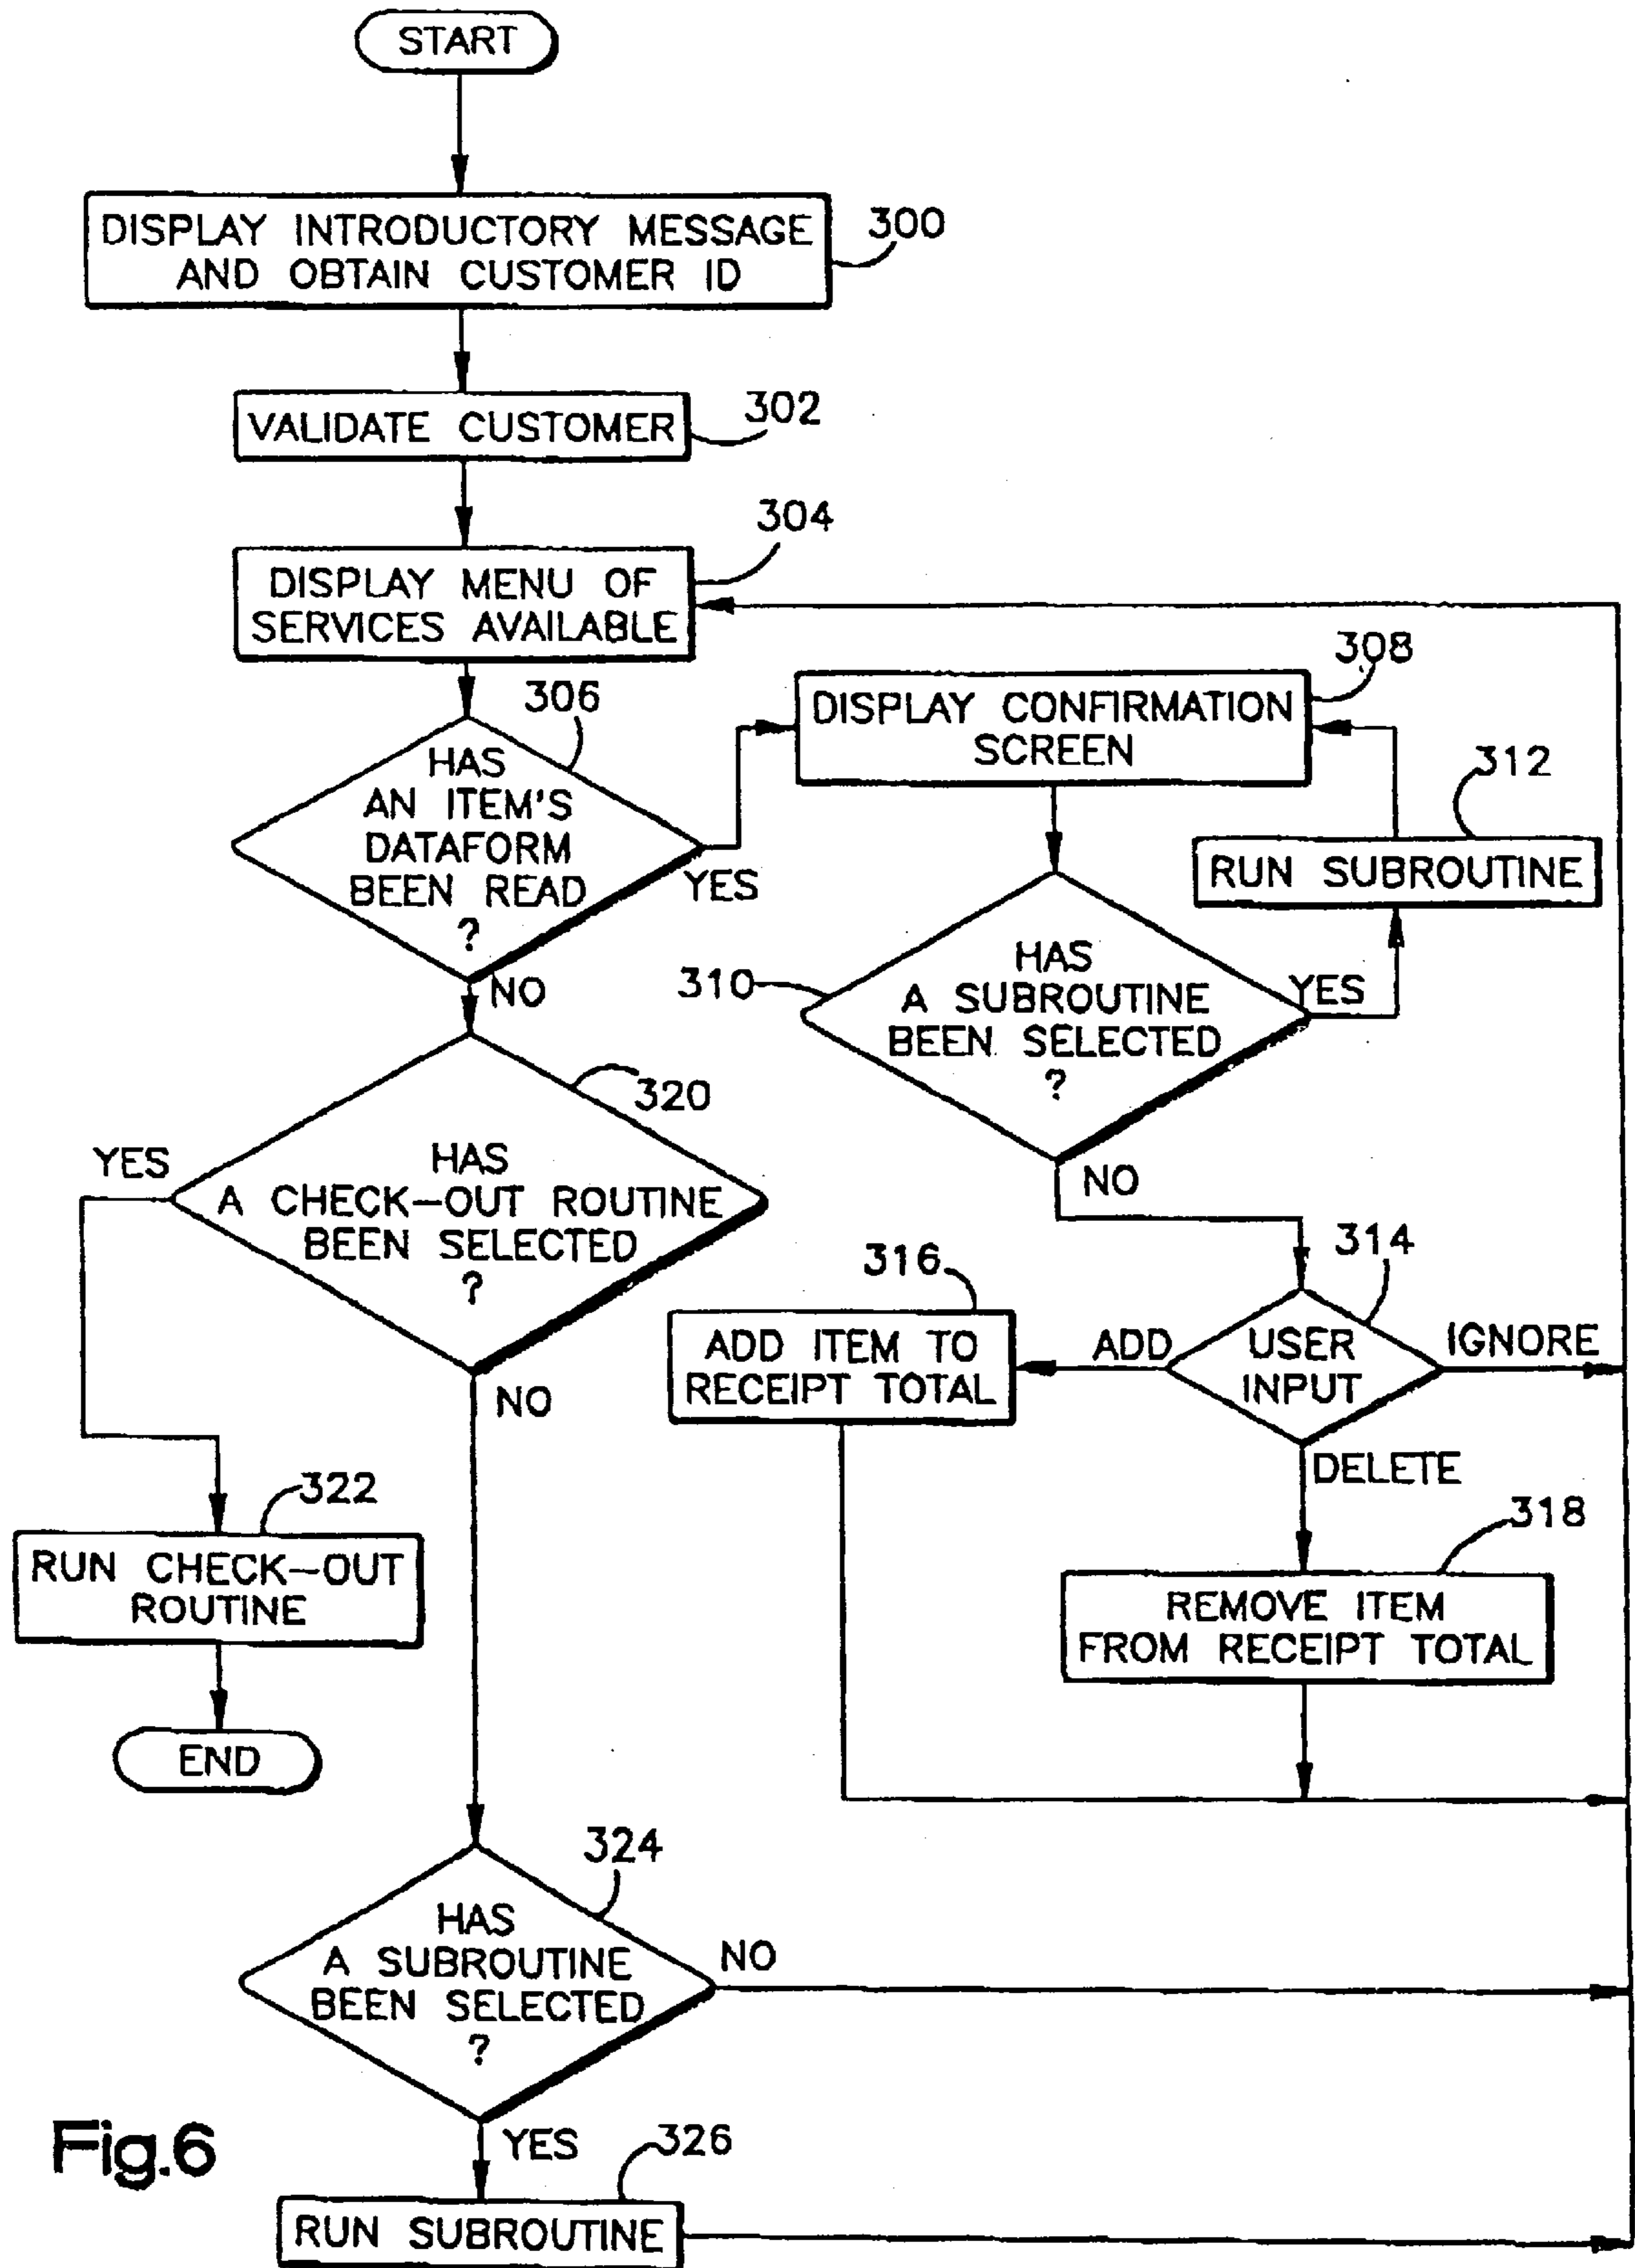 START
DISPLAY INTRODUCTORY MESSAGE
AND OBTAIN CUSTOMER ID
300
VALIDATE CUSTOMER
302
304
DISPLAY MENU OF
SERVICES AVAILABLE
306
HAS
AN ITEM'S
DATAFORM
BEEN READ
?
YES
NO
308
DISPLAY CONFIRMATION
SCREEN
312
RUN SUBROUTINE
310
HAS
A SUBROUTINE
BEEN SELECTED
?
YES
NO
320
HAS
A CHECK-OUT ROUTINE
BEEN SELECTED
?
YES
NO
314
USER
INPUT
ADD
IGNORE
DELETE
316
ADD ITEM TO
RECEIPT TOTAL
318
REMOVE ITEM
FROM RECEIPT TOTAL
322
RUN CHECK-OUT
ROUTINE
END
324
HAS
A SUBROUTINE
BEEN SELECTED
?
NO
YES
326
RUN SUBROUTINE
Fig.6